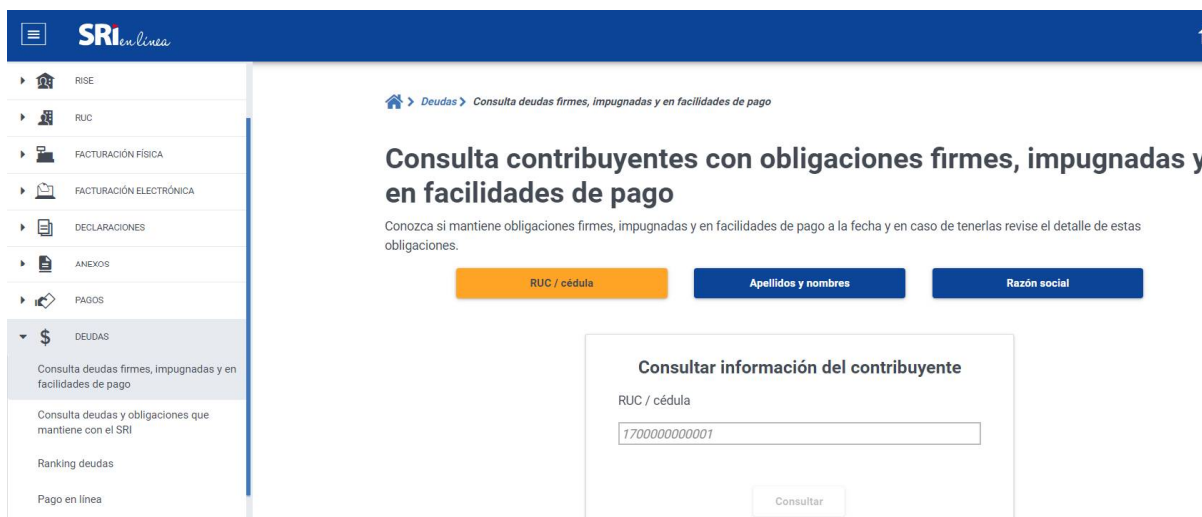 SRI en línea
RISE
RUC
FACTURACIÓN FÍSICA
FACTURACIÓN ELECTRÓNICA
DECLARACIONES
ANEXOS
PAGOS
$ DEUDAS
Consulta deudas firmes, impugnadas y en
facilidades de pago
Consulta deudas y obligaciones que
mantiene con el SRI
Ranking deudas
Pago en línea
Deudas > Consulta deudas firmes, impugnadas y en facilidades de pago
Consulta contribuyentes con obligaciones firmes, impugnadas y
en facilidades de pago
Conozca si mantiene obligaciones firmes, impugnadas y en facilidades de pago a la fecha y en caso de tenerlas revise el detalle de estas
obligaciones.
RUC / cédula
Apellidos y nombres
Razón social
Consultar información del contribuyente
RUC / cédula
1700000000001
Consultar